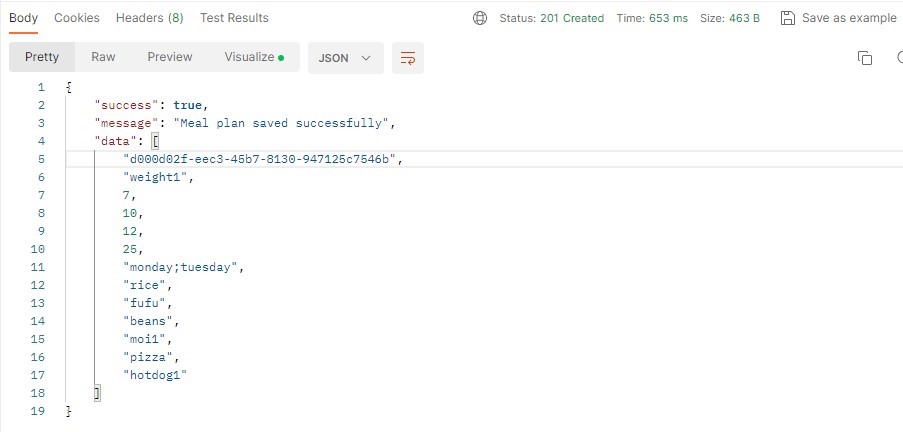 Body Cookies Headers (8) Test Results Status: 201 Created Time: 653 ms Size: 463 B Save as example
Pretty Raw Preview Visualize JSON
1 {
2 "success": true,
3 "message": "Meal plan saved successfully",
4 "data": [
5 "d000d02f-eec3-45b7-8130-947125c7546b",
6 "weight1",
7 7,
8 10,
9 12,
10 25,
11 "monday;tuesday",
12 "rice",
13 "fufu",
14 "beans",
15 "moi1",
16 "pizza",
17 "hotdog1"
18 ]
19 }